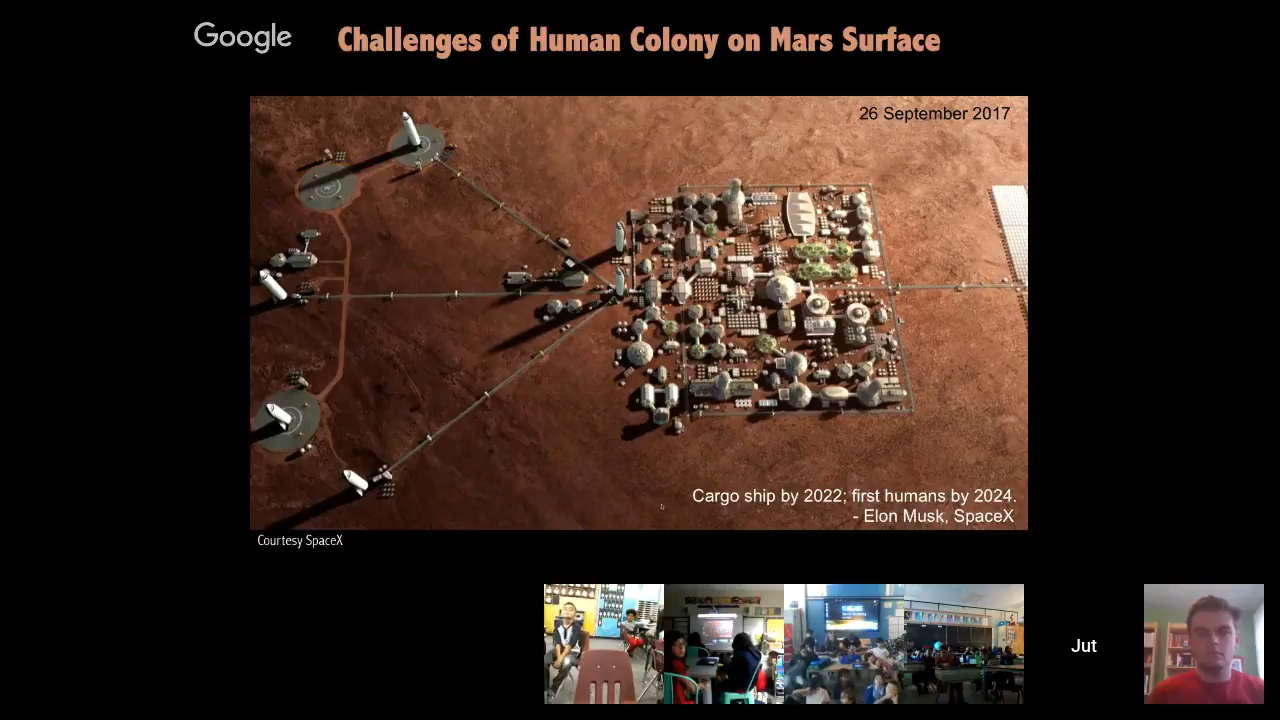 Google
Challenges of Human Colony on Mars Surface
26 September 2017
Cargo ship by 2022; first humans by 2024.
- Elon Musk, SpaceX
Courtesy SpaceX
Jut